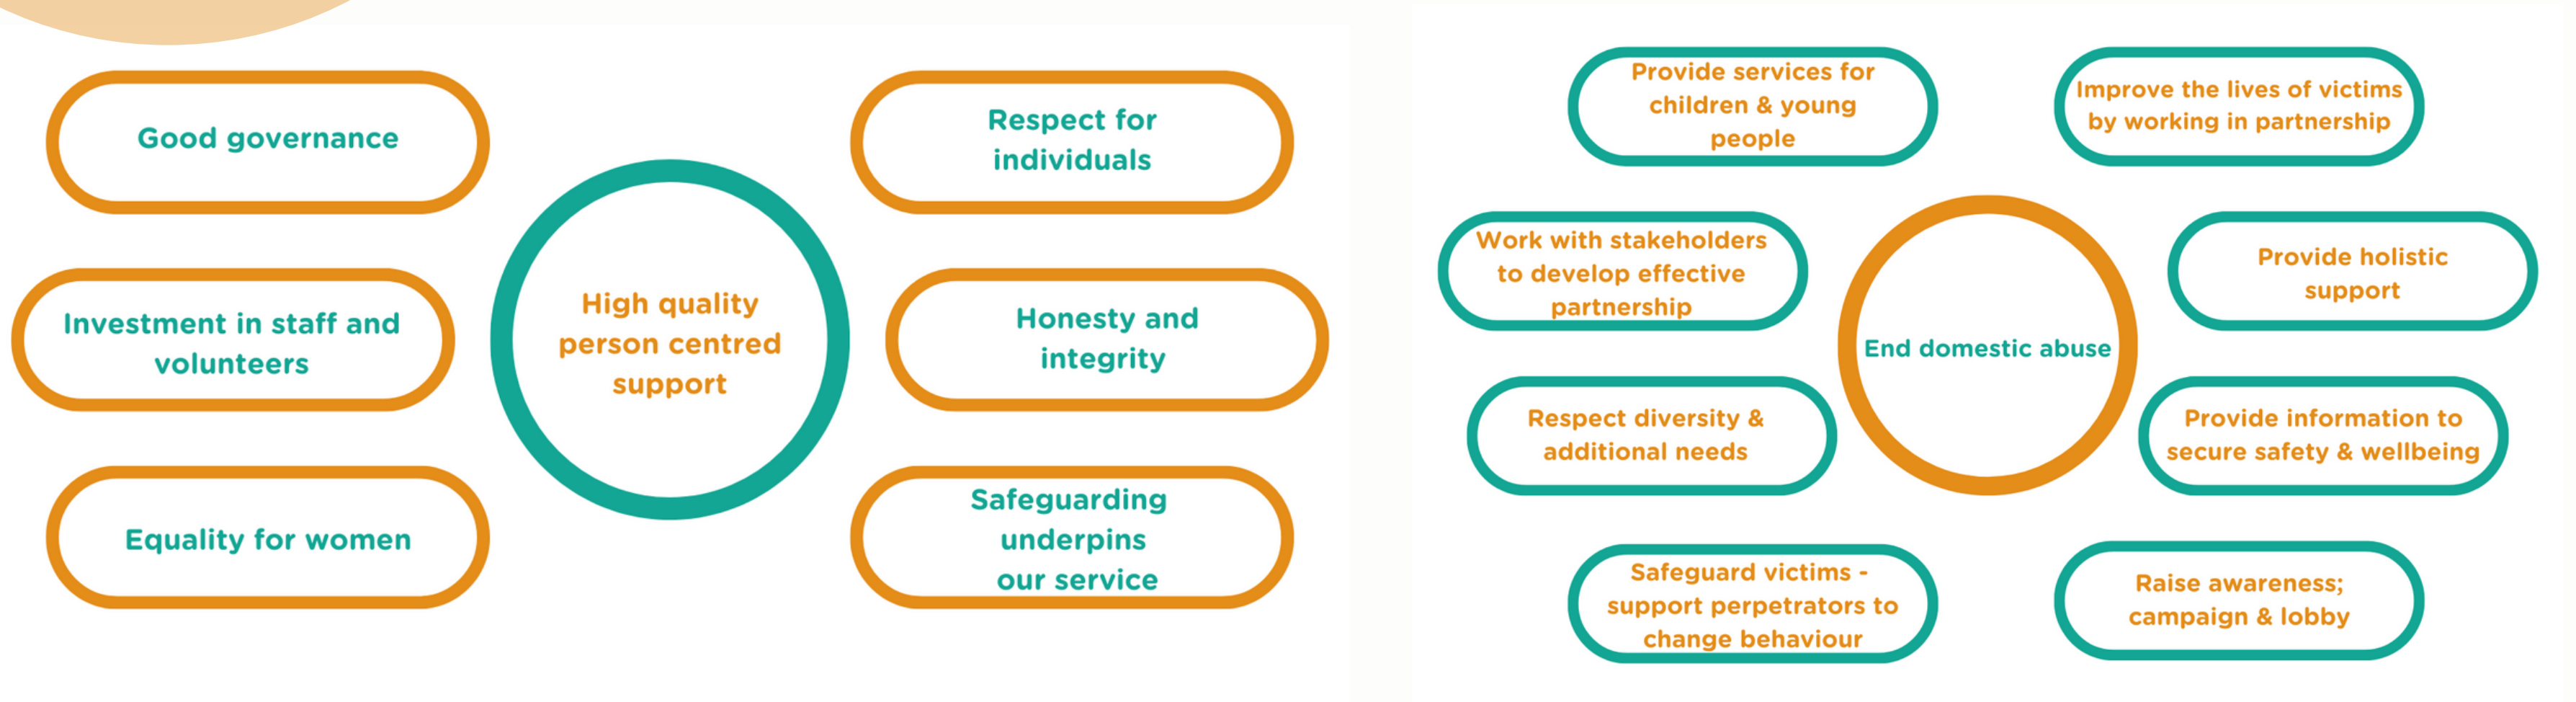 Good governance
Respect for
individuals
High quality
person centred
support
Investment in staff and
volunteers
Honesty and
integrity
Equality for women
Safeguarding
underpins
our service
Provide services for
children & young
people
Improve the lives of victims
by working in partnership
Work with stakeholders
to develop effective
partnership
Provide holistic
support
End domestic abuse
Respect diversity &
additional needs
Provide information to
secure safety & wellbeing
Safeguard victims -
support perpetrators to
change behaviour
Raise awareness;
campaign & lobby